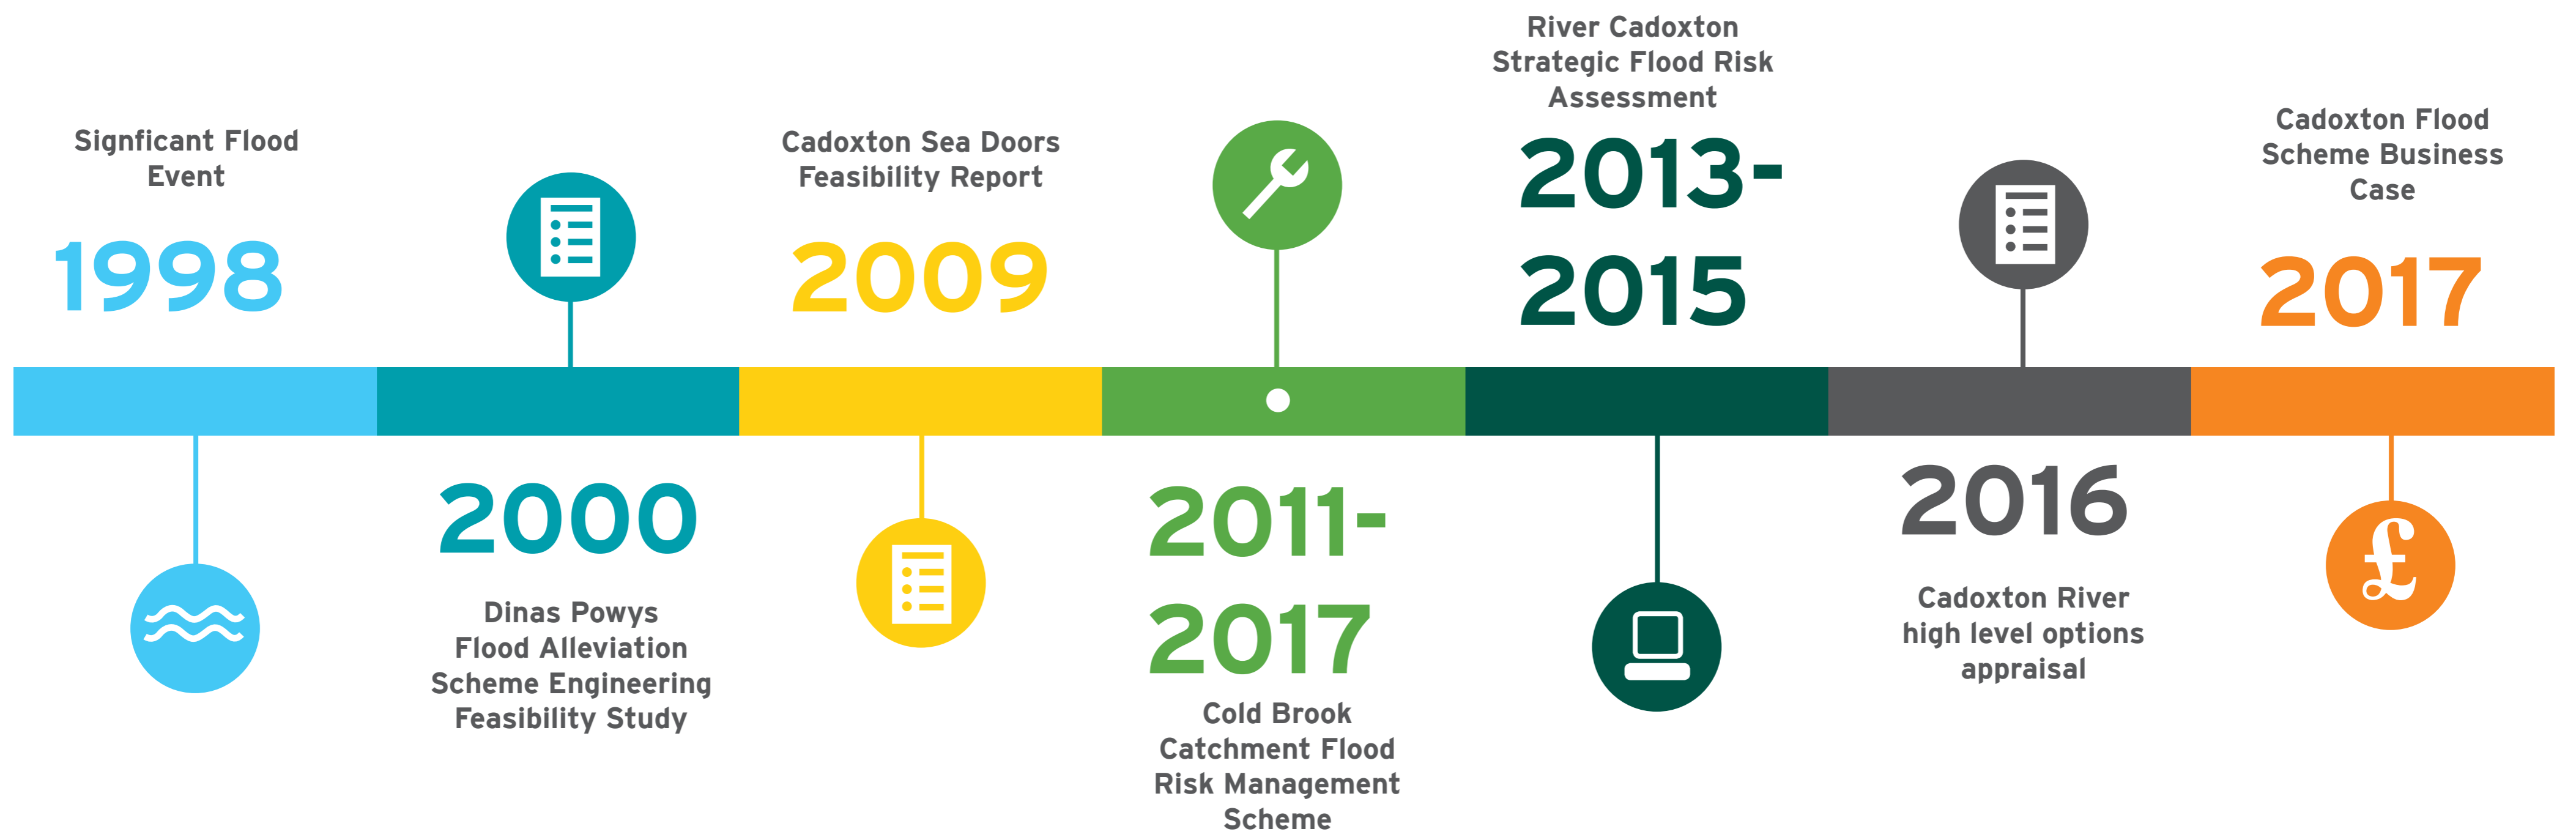 Signficant Flood
Event
1998
2000
Dinas Powys
Flood Alleviation
Scheme Engineering
Feasibility Study
Cadoxton Sea Doors
Feasibility Report
2009
2011-
2017
Cold Brook
Catchment Flood
Risk Management
Scheme
River Cadoxton
Strategic Flood Risk
Assessment
2013-
2015
2016
Cadoxton River
high level options
appraisal
Cadoxton Flood
Scheme Business
Case
2017
£